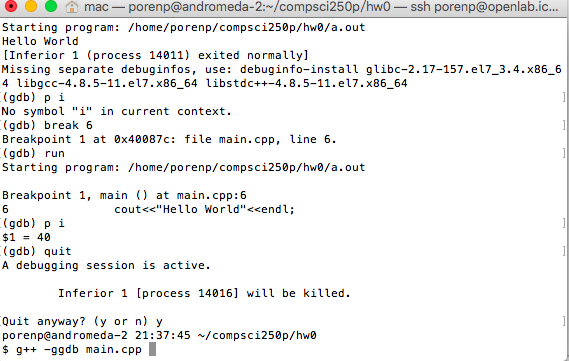 mac — porenp@andromeda-2:~/compsci250p/hw0 — ssh porenp@openlab.ic...
Starting program: /home/porenp/compsci250p/hw0/a.out
Hello World
[Inferior 1 (process 14011) exited normally]
Missing separate debuginfos, use: debuginfo-install glibc-2.17-157.el7_3.4.x86_6
4 libgcc-4.8.5-11.el7.x86_64 libstdc++-4.8.5-11.el7.x86_64
[(gdb) p i ]
No symbol "i" in current context.
[(gdb) break 6 ]
Breakpoint 1 at 0x40087c: file main.cpp, line 6.
[(gdb) run ]
Starting program: /home/porenp/compsci250p/hw0/a.out
Breakpoint 1, main () at main.cpp:6
6 cout<<"Hello World"<<endl;
[(gdb) p i ]
$1 = 40
[(gdb) quit ]
A debugging session is active.
Inferior 1 [process 14016] will be killed.
[Quit anyway? (y or n) y ]
porenp@andromeda-2 21:37:45 ~/compsci250p/hw0
$ g++ -ggdb main.cpp